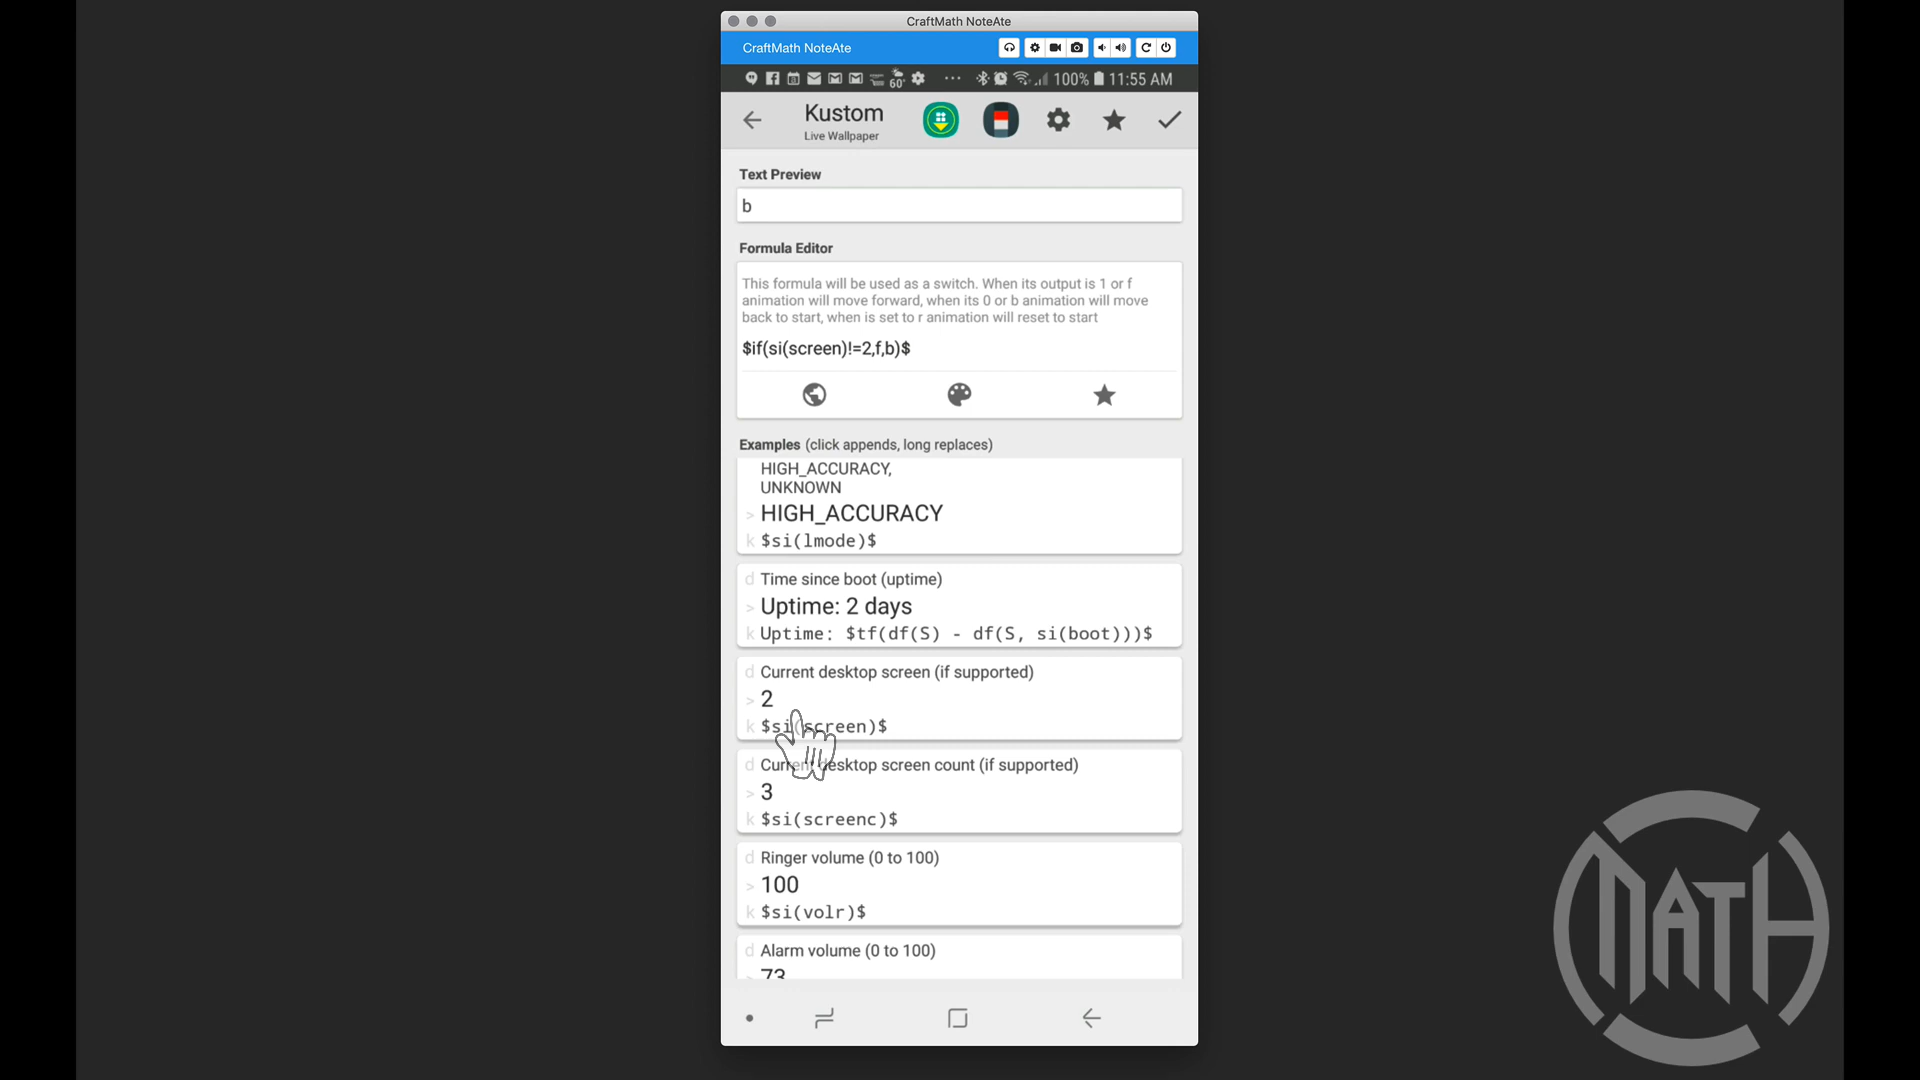 CraftMath NoteAte
CraftMath NoteAte
60° 100% 11:55 AM
Kustom
Live Wallpaper
Text Preview
b
Formula Editor
This formula will be used as a switch. When its output is 1 or f
animation will move forward, when its 0 or b animation will move
back to start, when is set to r animation will reset to start
$if(si(screen)!=2,f,b)$
Examples (click appends, long replaces)
HIGH_ACCURACY,
UNKNOWN
> HIGH_ACCURACY
k $si(lmode)$
d Time since boot (uptime)
> Uptime: 2 days
k Uptime: $tf(df(S) - df(S, si(boot)))$
d Current desktop screen (if supported)
> 2
k $si(screen)$
d Current desktop screen count (if supported)
> 3
k $si(screenc)$
d Ringer volume (0 to 100)
> 100
k $si(volr)$
d Alarm volume (0 to 100)
> 73
MATH